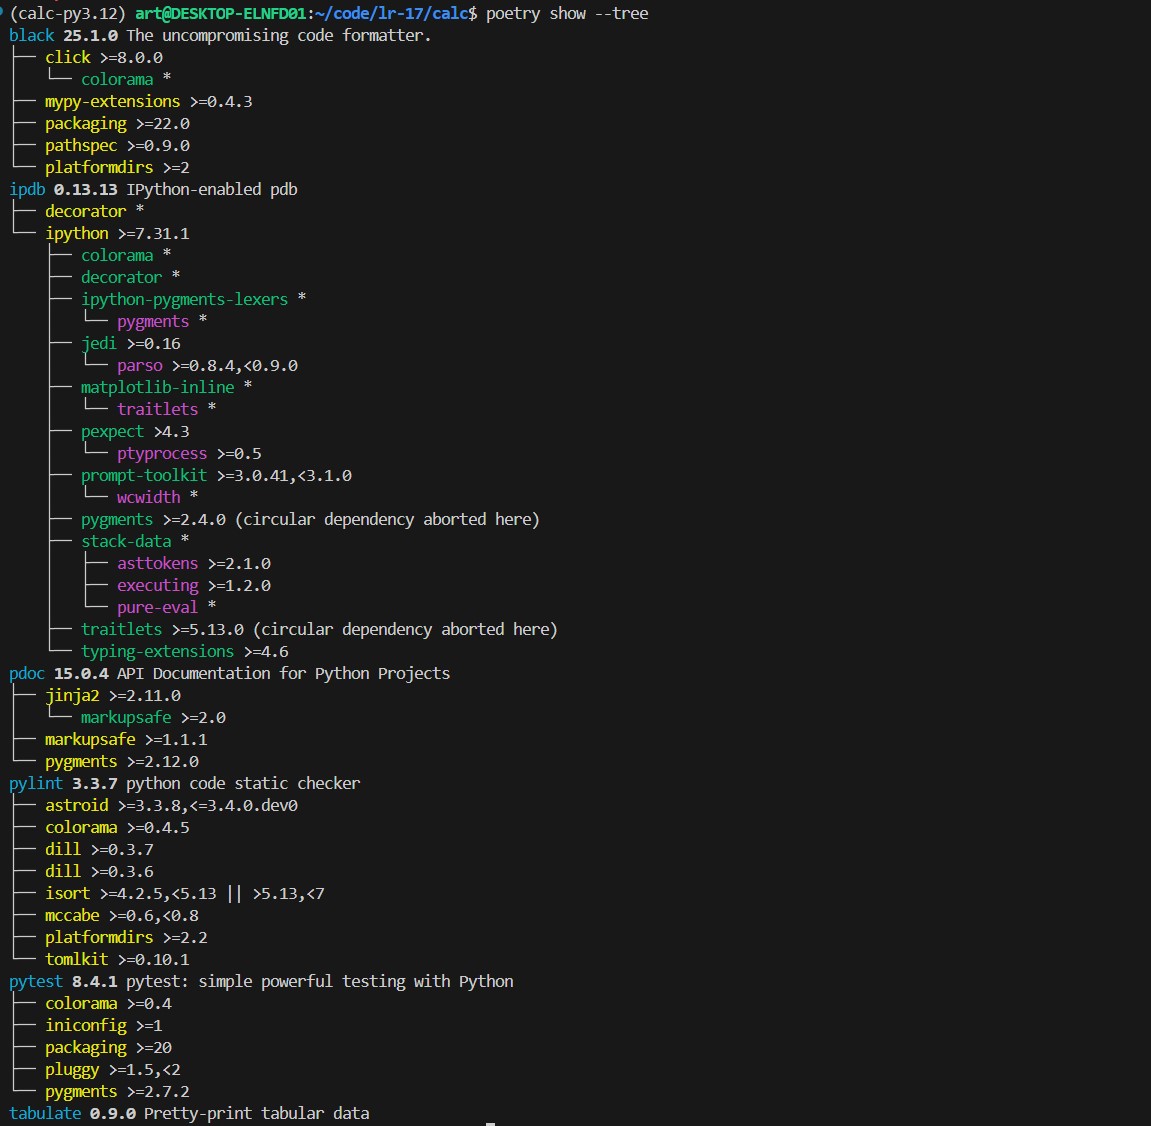 (calc-py3.12) art@DESKTOP-ELNFD01:~/code/lr-17/calc$ poetry show --tree
black 25.1.0 The uncompromising code formatter.
├── click >=8.0.0
│   └── colorama *
├── mypy-extensions >=0.4.3
├── packaging >=22.0
├── pathspec >=0.9.0
└── platformdirs >=2
ipdb 0.13.13 IPython-enabled pdb
├── decorator *
└── ipython >=7.31.1
    ├── colorama *
    ├── decorator *
    ├── ipython-pygments-lexers *
    │   └── pygments *
    ├── jedi >=0.16
    │   └── parso >=0.8.4,<0.9.0
    ├── matplotlib-inline *
    │   └── traitlets *
    ├── pexpect >4.3
    │   └── ptyprocess >=0.5
    ├── prompt-toolkit >=3.0.41,<3.1.0
    │   └── wcwidth *
    ├── pygments >=2.4.0 (circular dependency aborted here)
    ├── stack-data *
    │   ├── asttokens >=2.1.0
    │   ├── executing >=1.2.0
    │   └── pure-eval *
    ├── traitlets >=5.13.0 (circular dependency aborted here)
    └── typing-extensions >=4.6
pdoc 15.0.4 API Documentation for Python Projects
├── jinja2 >=2.11.0
│   └── markupsafe >=2.0
├── markupsafe >=1.1.1
└── pygments >=2.12.0
pylint 3.3.7 python code static checker
├── astroid >=3.3.8,<=3.4.0.dev0
├── colorama >=0.4.5
├── dill >=0.3.7
├── dill >=0.3.6
├── isort >=4.2.5,<5.13 || >5.13,<7
├── mccabe >=0.6,<0.8
├── platformdirs >=2.2
└── tomlkit >=0.10.1
pytest 8.4.1 pytest: simple powerful testing with Python
├── colorama >=0.4
├── iniconfig >=1
├── packaging >=20
├── pluggy >=1.5,<2
└── pygments >=2.7.2
tabulate 0.9.0 Pretty-print tabular data